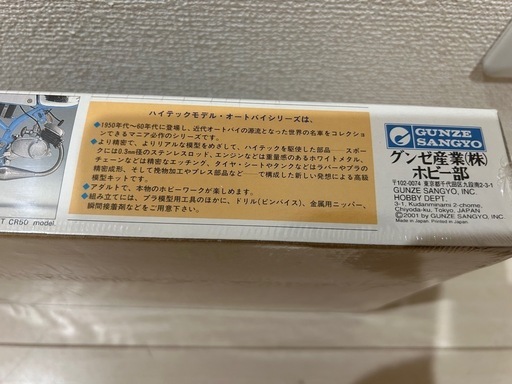 ハイテックモデル・オートバイシリーズは、
◆1950年代～60年代に登場し、近代オートバイの源流となった世界の名車をコレクションできるマニア必作のシリーズです。
◆より精密で、よりリアルな模型をめざして、ハイテックを駆使した部品――スポークには0.3mm径のステンレスロッド、エンジンなどは重量感のあるホワイトメタル、チェーンなどは精密なエッチング、タイヤ・シートやタンクなどはラバーやプラの精密成形、そして挽物加工やプレス部品など――で構成した新しい発想による高級模型キットです。
◆アダルトで、本物のホビーワークが楽しめます。
◆組み立てには、プラ模型用工具のほかに、ドリル(ピンバイス)、金属用ニッパー、瞬間接着剤などをご用意下さい。
T CR50 model
GUNZE
SANGYO
グンゼ産業(株)
ホビー部
〒102-0074 東京都千代田区九段南2-3-1
GUNZE SANGYO, INC
HOBBY DEPT.
3-1, Kudanminami 2-chome,
Chiyoda-ku, Tokyo, JAPAN
©2001 by GUNZE SANGYO, INC.
Made in Japan. Printed in Japan.